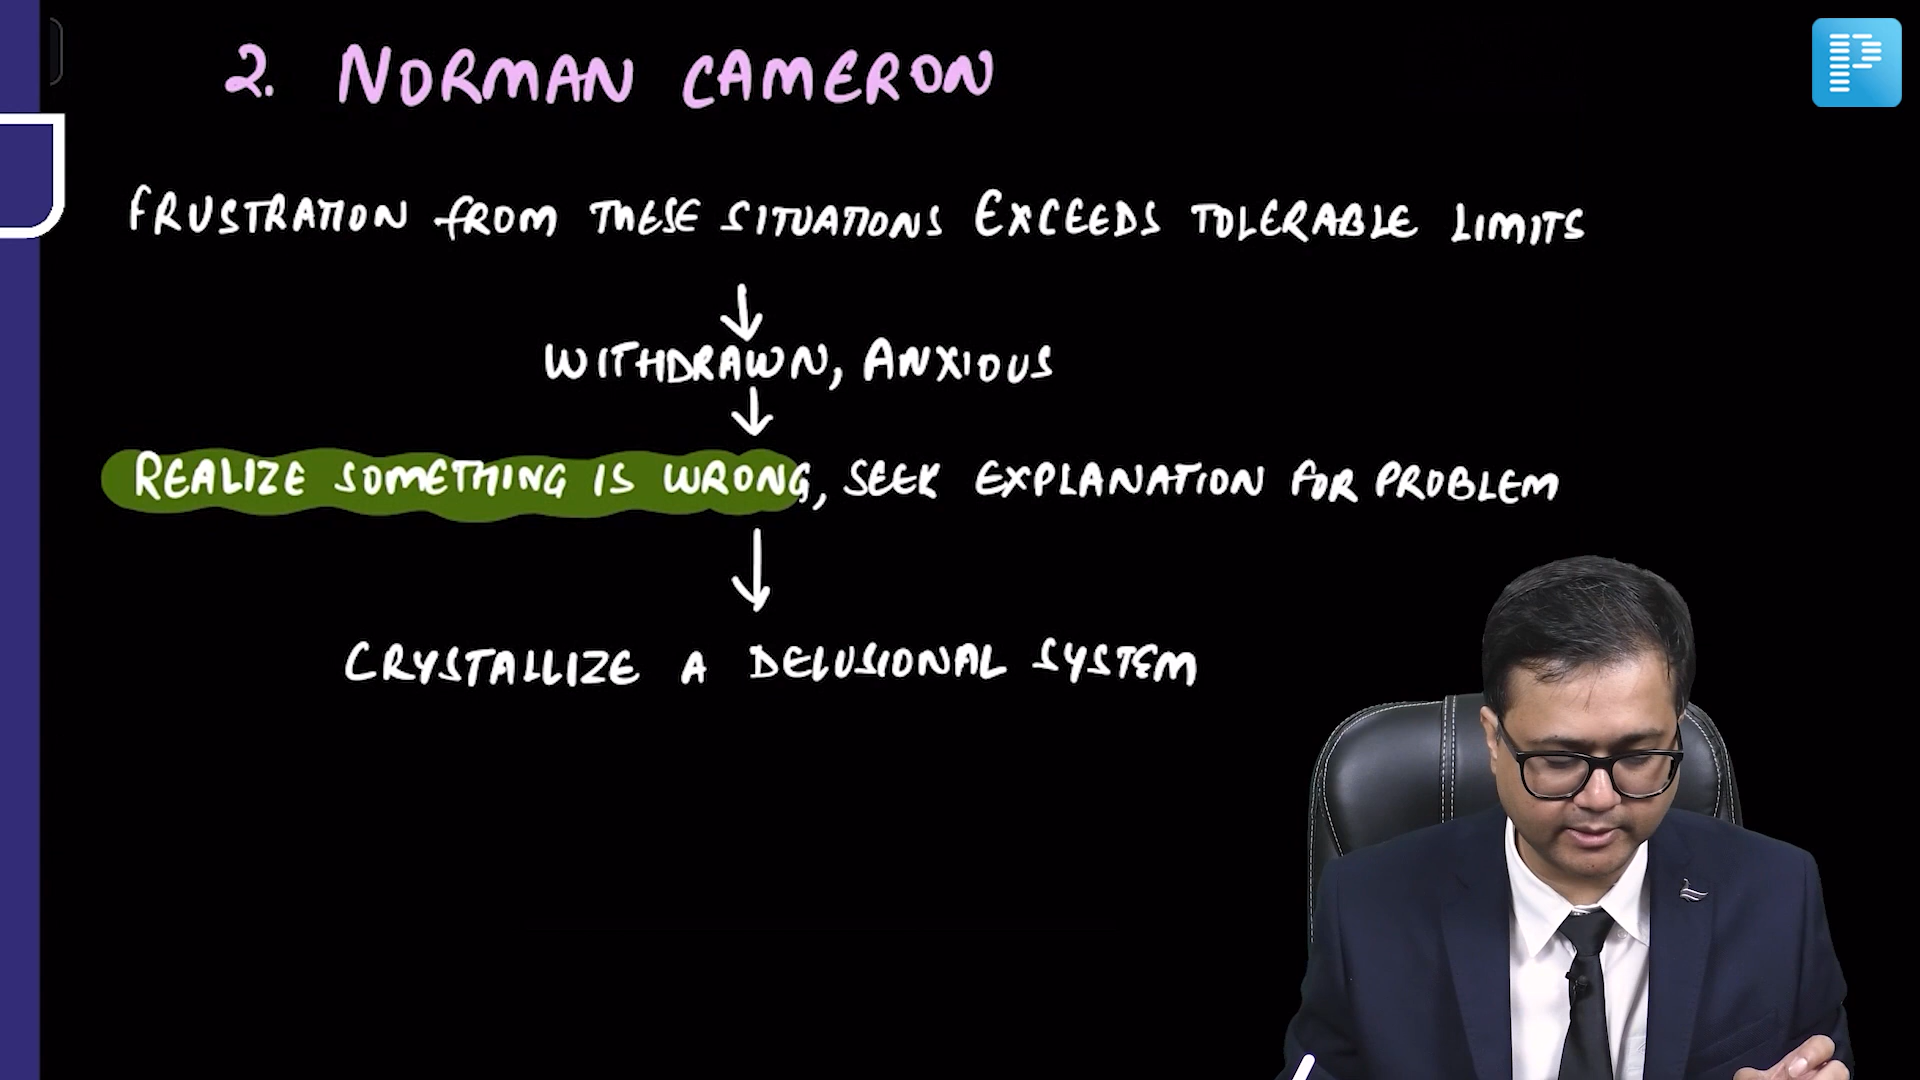 2. NORMAN CAMERON
FRUSTRATION FROM THESE SITUATIONS EXCEEDS TOLERABLE LIMITS
↓
WITHDRAWN, ANXIOUS
↓
REALIZE SOMETHING IS WRONG, SEEK EXPLANATION FOR PROBLEM
↓
CRYSTALLIZE A DELUSIONAL SYSTEM